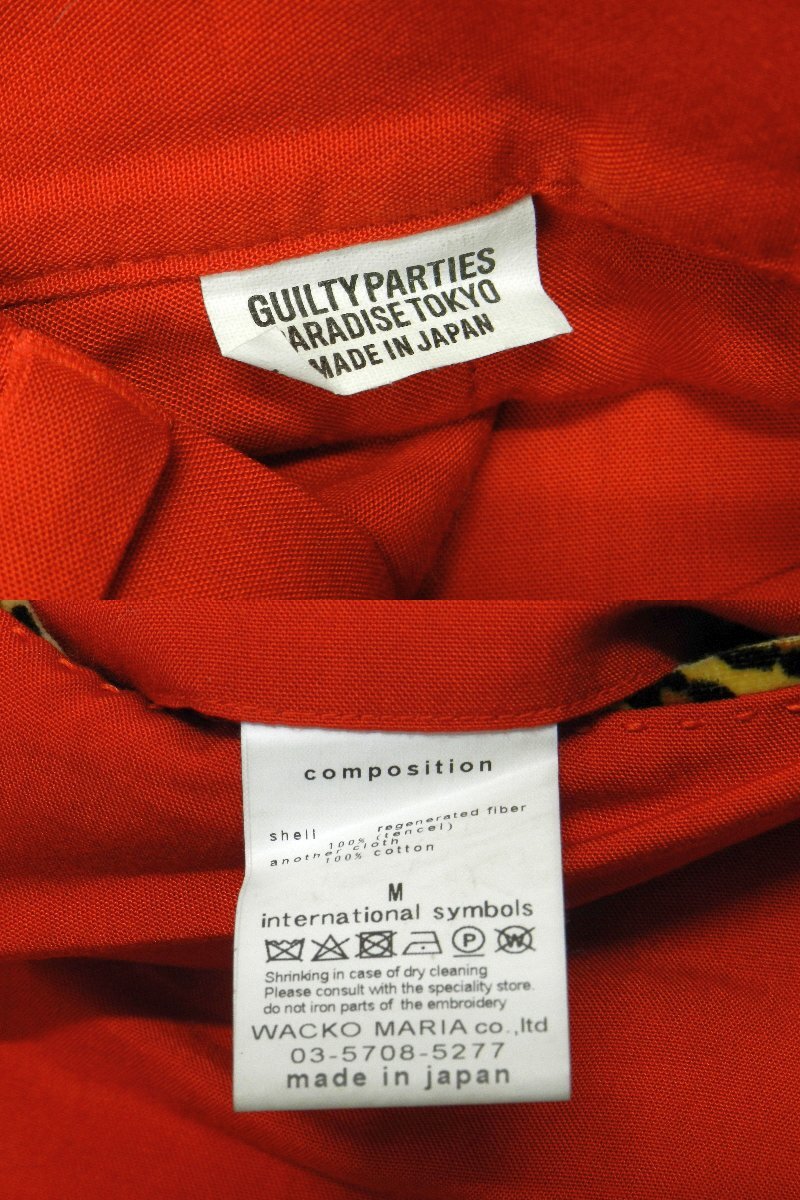 GUILTY PARTIES
PARADISE TOKYO
MADE IN JAPAN
composition
shell regenerated fiber
100% (tencel)
another cloth
100% cotton
M
international symbols
P W
Shrinking in case of dry cleaning
Please consult with the speciality store.
do not iron parts of the embroidery
WACKO MARIA co.,ltd
03-5708-5277
made in japan